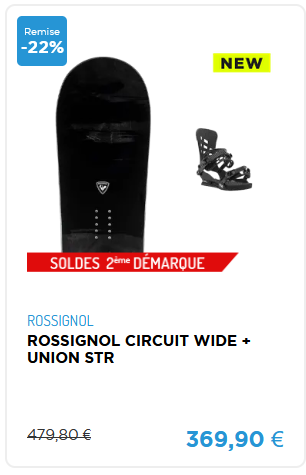 Remise
-22%
NEW
SOLDES 2ème DÉMARQUE
ROSSIGNOL
ROSSIGNOL CIRCUIT WIDE +
UNION STR
479,80 €
369,90 €